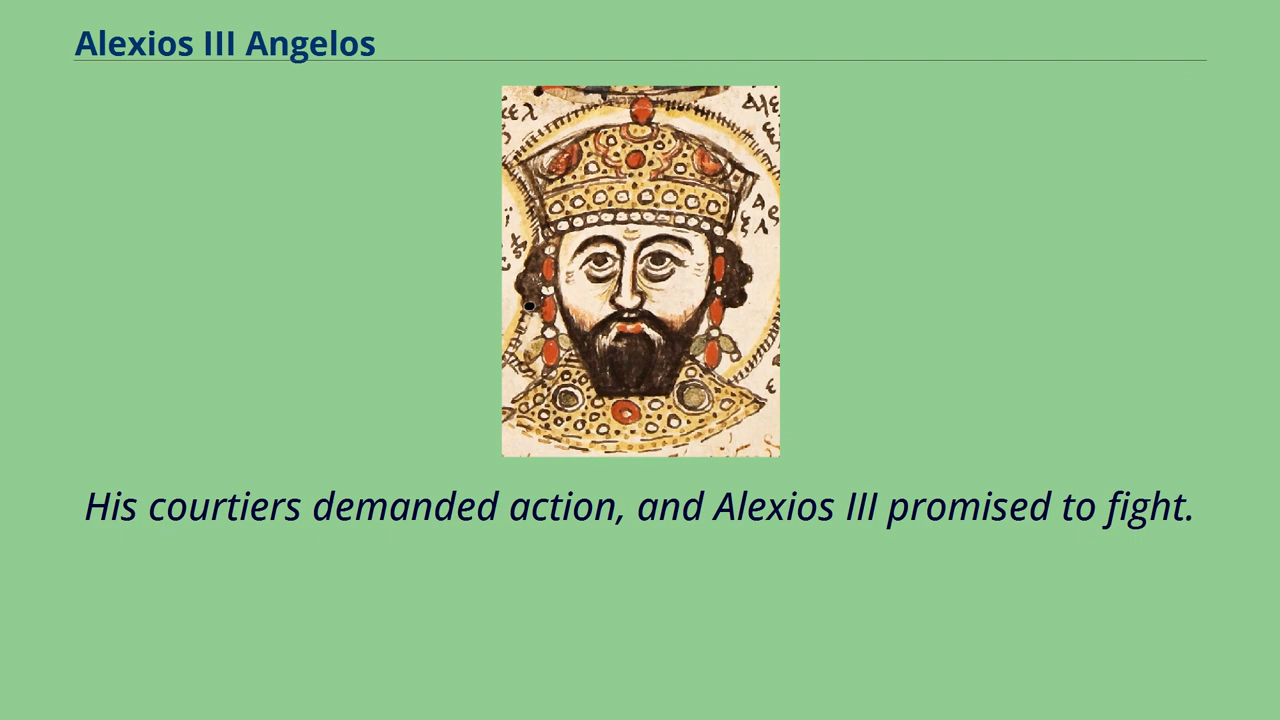 Alexios III Angelos
His courtiers demanded action, and Alexios III promised to fight.